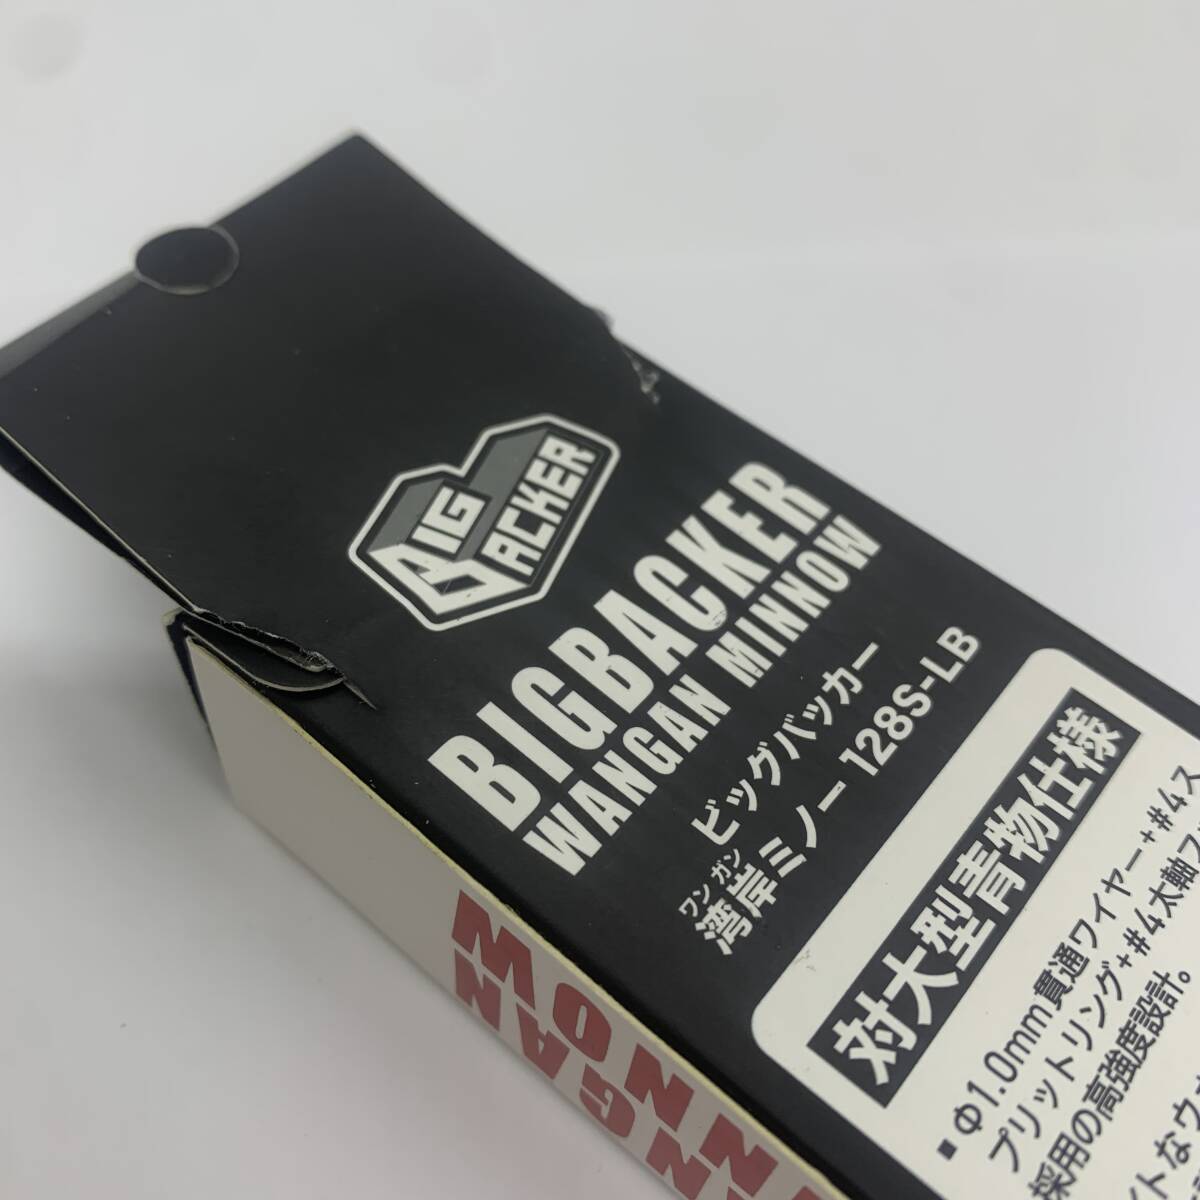 BIG
BACKER
BIGBACKER
WANGAN MINNOW
ビッグバッカー
ワン ガン
湾岸ミノー 128S-LB
対大型青物仕様
■Φ1.0mm貫通ワイヤー+#4ス
プリットリング+#4太軸フ
採用の高強度設計。